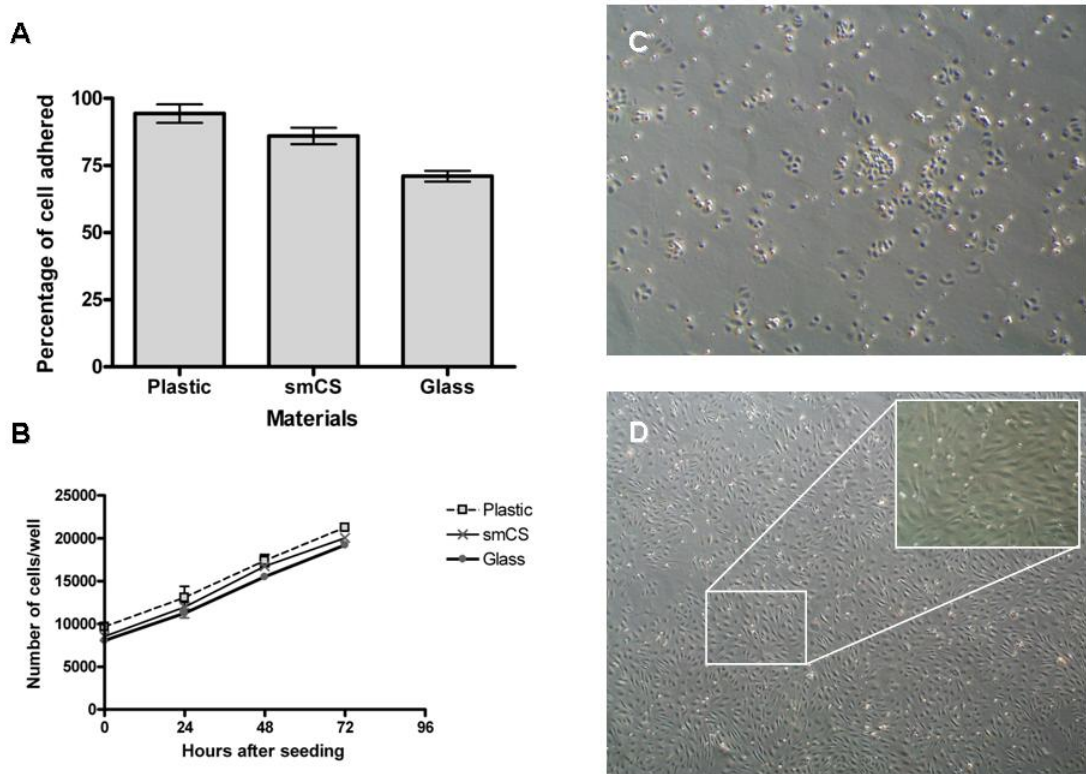 A
Percentage of cell adhered
100
75
50
25
0
Plastic smCS Glass
Materials
B
Number of cells/well
25000
20000
15000
10000
5000
0
0 24 48 72 96
Hours after seeding
Plastic
smCS
Glass
C
D